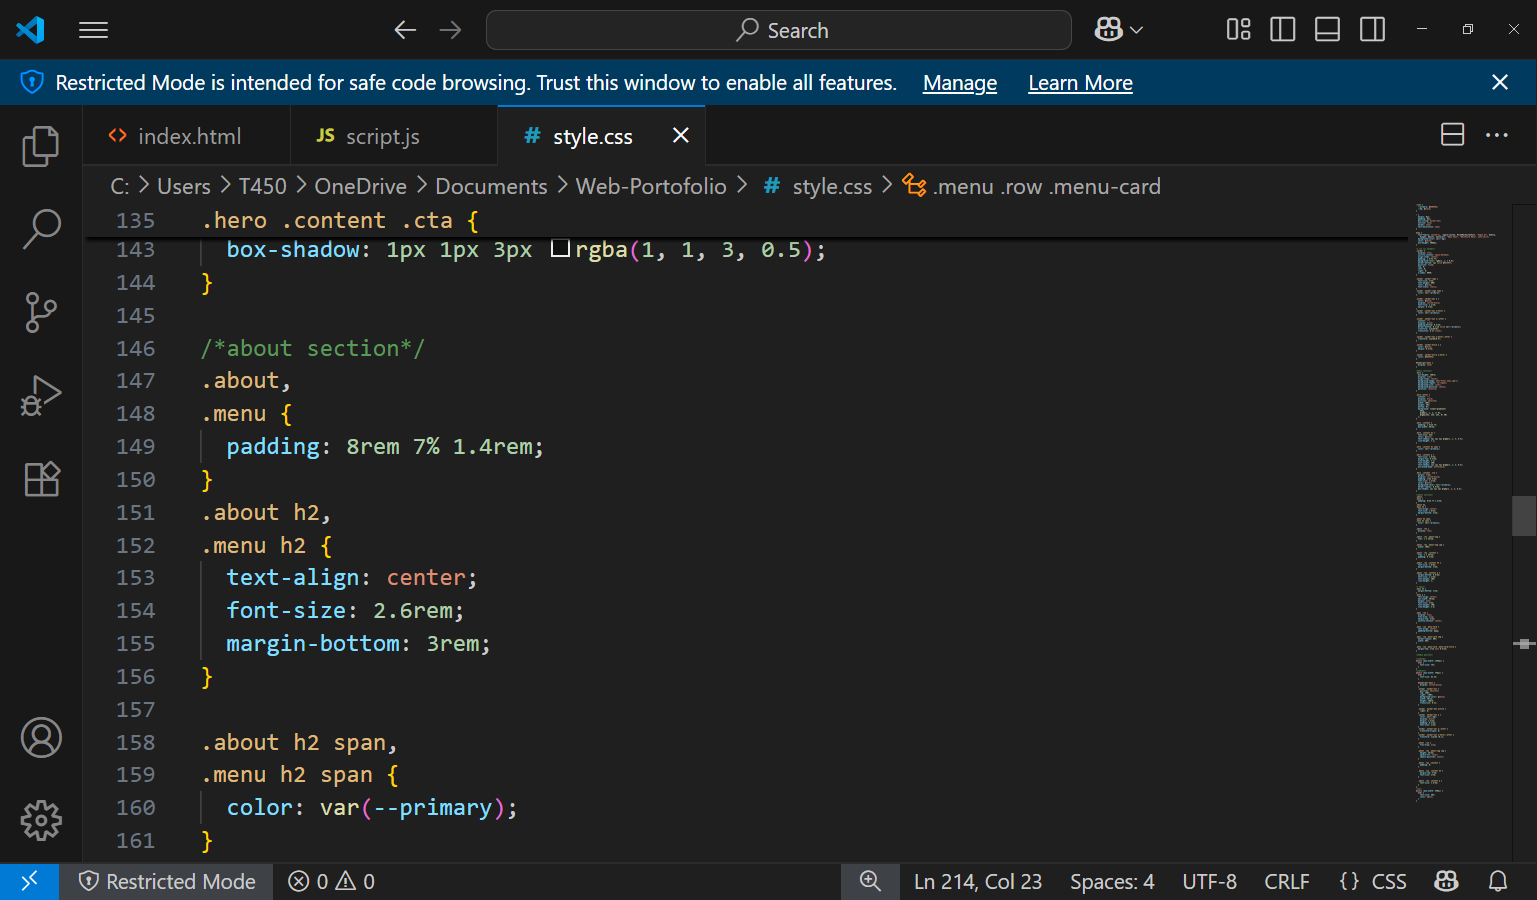 Search
Restricted Mode is intended for safe code browsing. Trust this window to enable all features. Manage Learn More
index.html JS script.js # style.css
C: > Users > T450 > OneDrive > Documents > Web-Portofolio > # style.css > .menu .row .menu-card
135 .hero .content .cta {
143 box-shadow: 1px 1px 3px rgba(1, 1, 3, 0.5);
144 }
145
146 /*about section*/
147 .about,
148 .menu {
149 padding: 8rem 7% 1.4rem;
150 }
151 .about h2,
152 .menu h2 {
153 text-align: center;
154 font-size: 2.6rem;
155 margin-bottom: 3rem;
156 }
157
158 .about h2 span,
159 .menu h2 span {
160 color: var(--primary);
161 }
Restricted Mode 0 0 Ln 214, Col 23 Spaces: 4 UTF-8 CRLF {} CSS